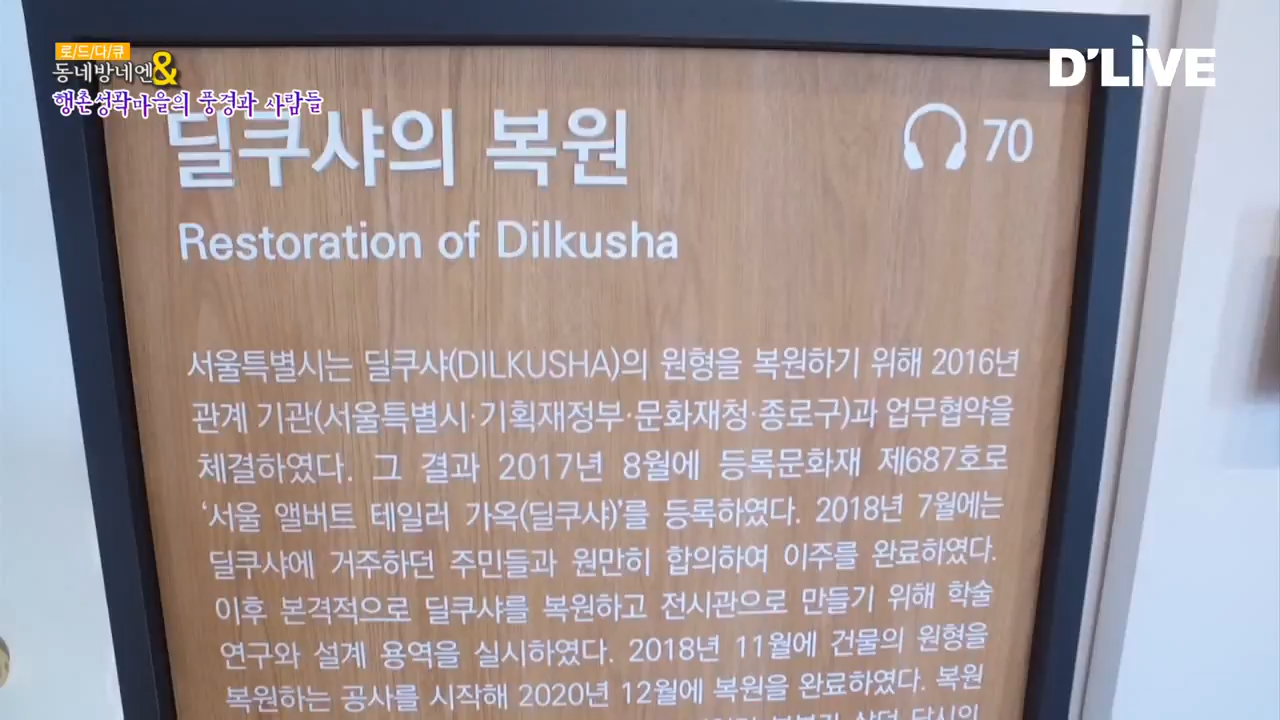 로/드/다/큐
동네방네엔&
행촌성곽마을의 풍경과 사람들
D'LIVE
딜쿠샤의 복원
70
Restoration of Dilkusha
서울특별시는 딜쿠샤(DILKUSHA)의 원형을 복원하기 위해 2016년
관계 기관(서울특별시·기획재정부·문화재청·종로구)과 업무협약을
체결하였다. 그 결과 2017년 8월에 등록문화재 제687호로
‘서울 앨버트 테일러 가옥(딜쿠샤)’를 등록하였다. 2018년 7월에는
딜쿠샤에 거주하던 주민들과 원만히 합의하여 이주를 완료하였다.
이후 본격적으로 딜쿠샤를 복원하고 전시관으로 만들기 위해 학술
연구와 설계 용역을 실시하였다. 2018년 11월에 건물의 원형을
복원하는 공사를 시작해 2020년 12월에 복원을 완료하였다. 복원
살던 당시의